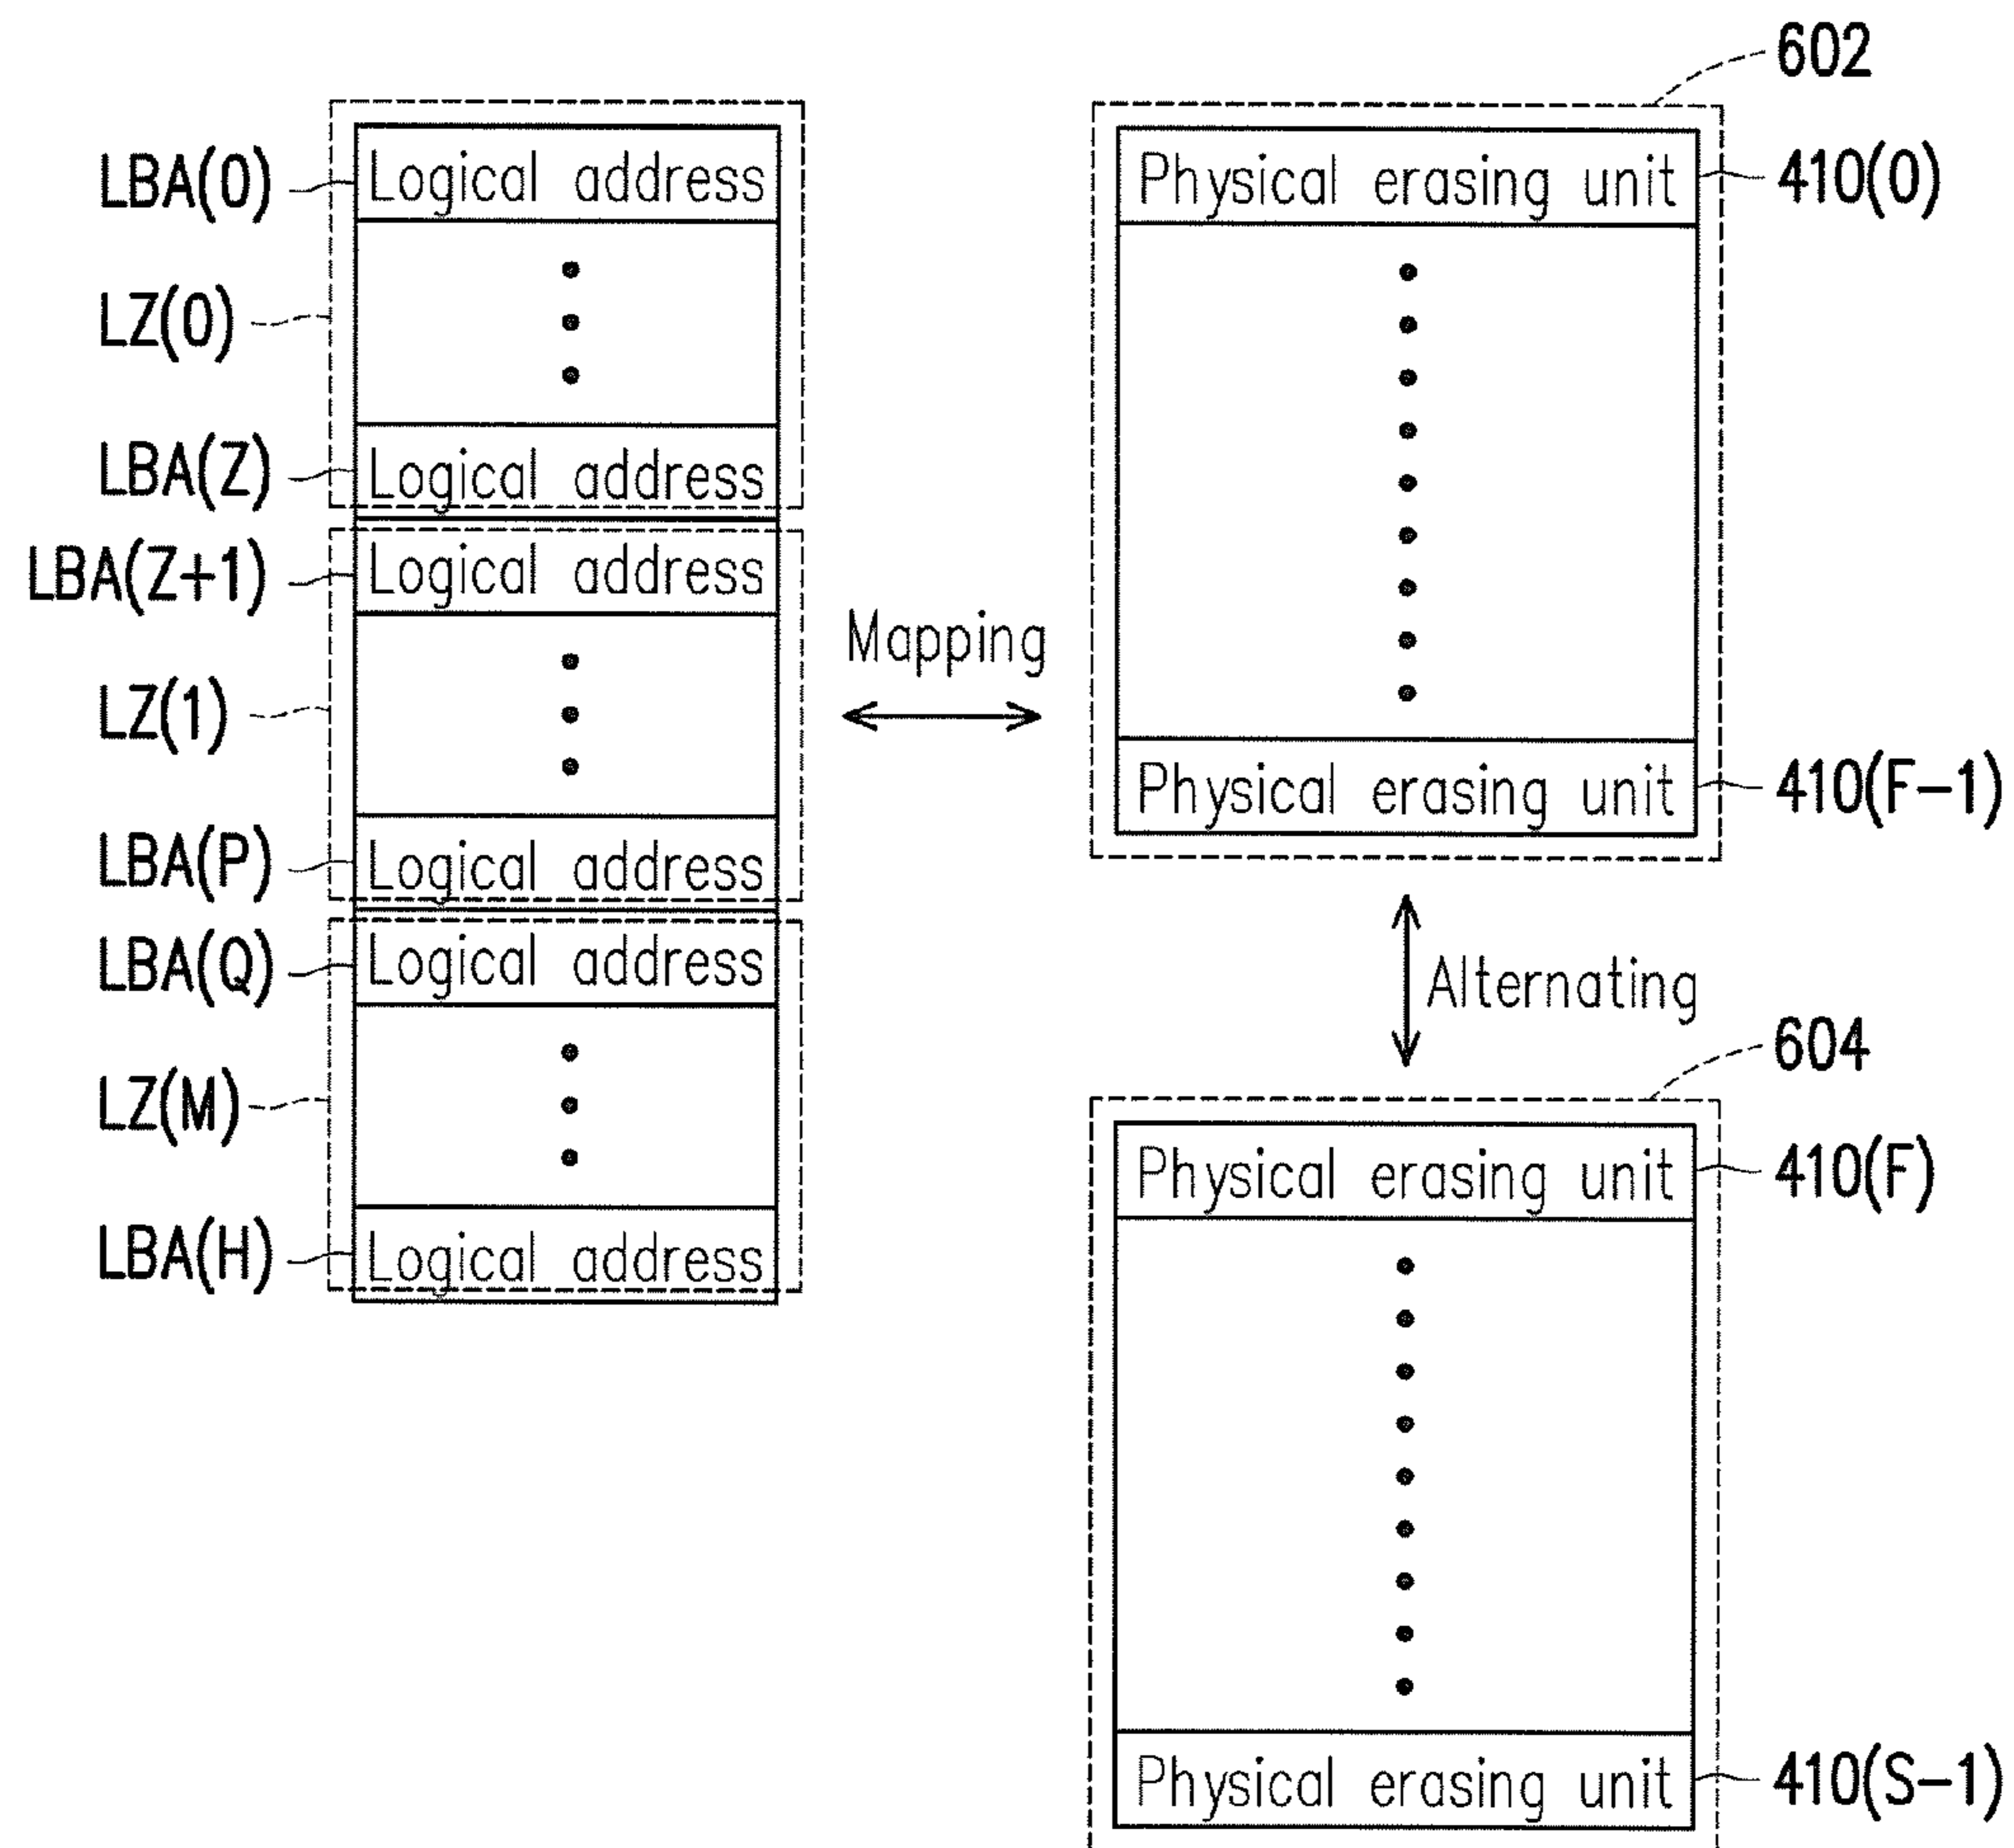 602
LBA(0) Logical address
Physical erasing unit 410(0)
LZ(0)
LBA(Z) Logical address
LBA(Z+1) Logical address
Mapping
LZ(1)
Physical erasing unit 410(F-1)
LBA(P) Logical address
LBA(Q) Logical address
Alternating
604
LZ(M)
Physical erasing unit 410(F)
LBA(H) Logical address
Physical erasing unit 410(S-1)